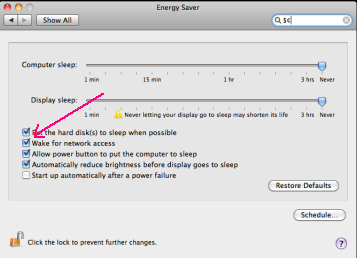 Energy Saver
Show All
Computer sleep:
1 min 15 min 1 hr 3 hrs Never
Display sleep:
1 min Never letting your display go to sleep may shorten its life 3 hrs Never
the hard disk(s) to sleep when possible
Wake for network access
Allow power button to put the computer to sleep
Automatically reduce brightness before display goes to sleep
Start up automatically after a power failure
Restore Defaults
Schedule...
Click the lock to prevent further changes.
?